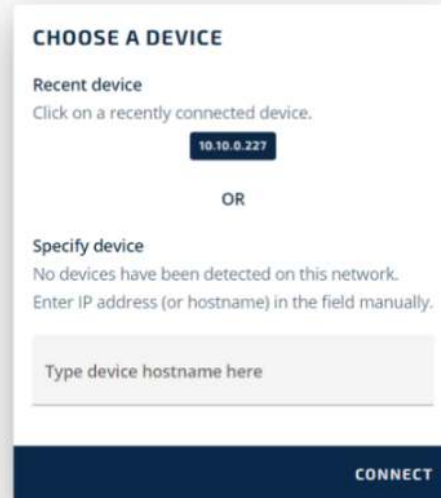 CHOOSE A DEVICE
Recent device
Click on a recently connected device.
10.10.0.227
OR
Specify device
No devices have been detected on this network.
Enter IP address (or hostname) in the field manually.
Type device hostname here
CONNECT